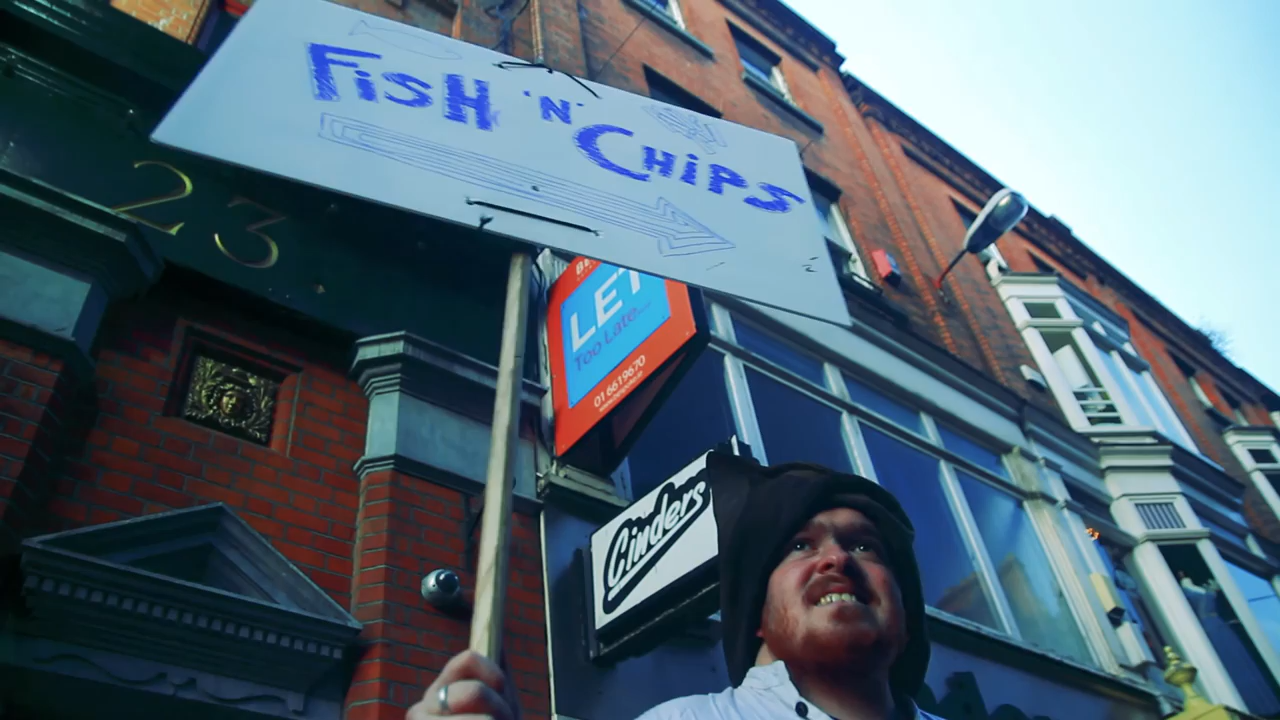 FiSH 'N' CHiPS
23
LET
Too Late....
01 6619670
Cinders